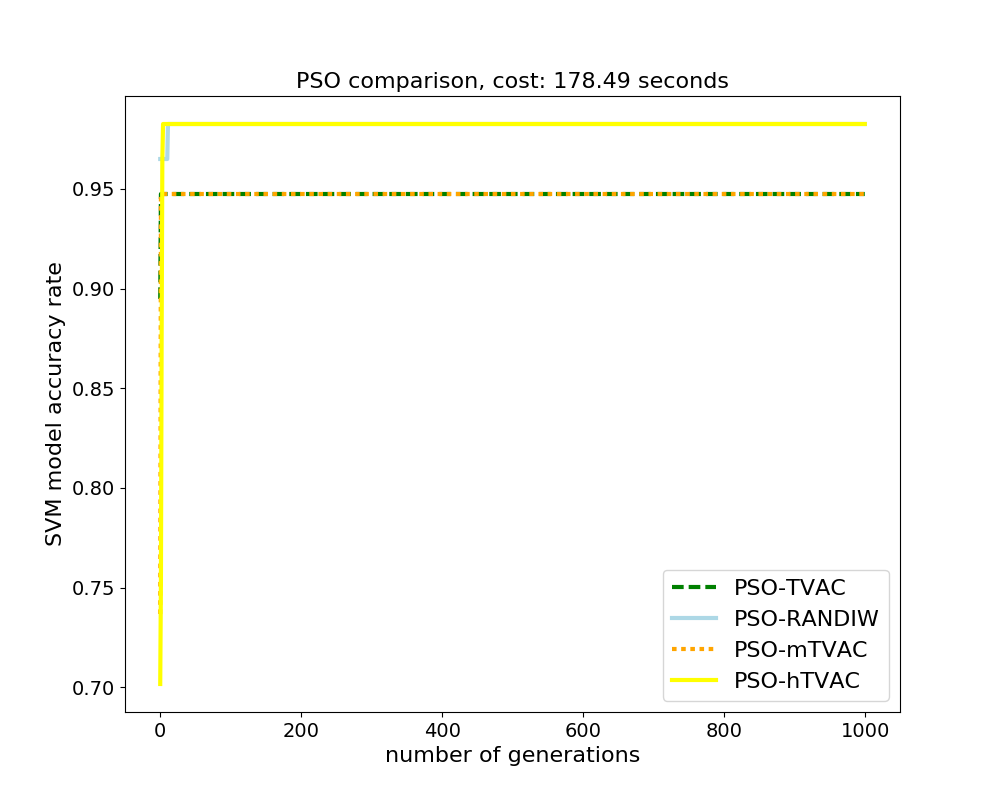 PSO comparison, cost: 178.49 seconds
SVM model accuracy rate
0.95
0.90
0.85
0.80
0.75
0.70
0
200
400
600
800
1000
number of generations
PSO-TVAC
PSO-RANDIW
PSO-mTVAC
PSO-hTVAC